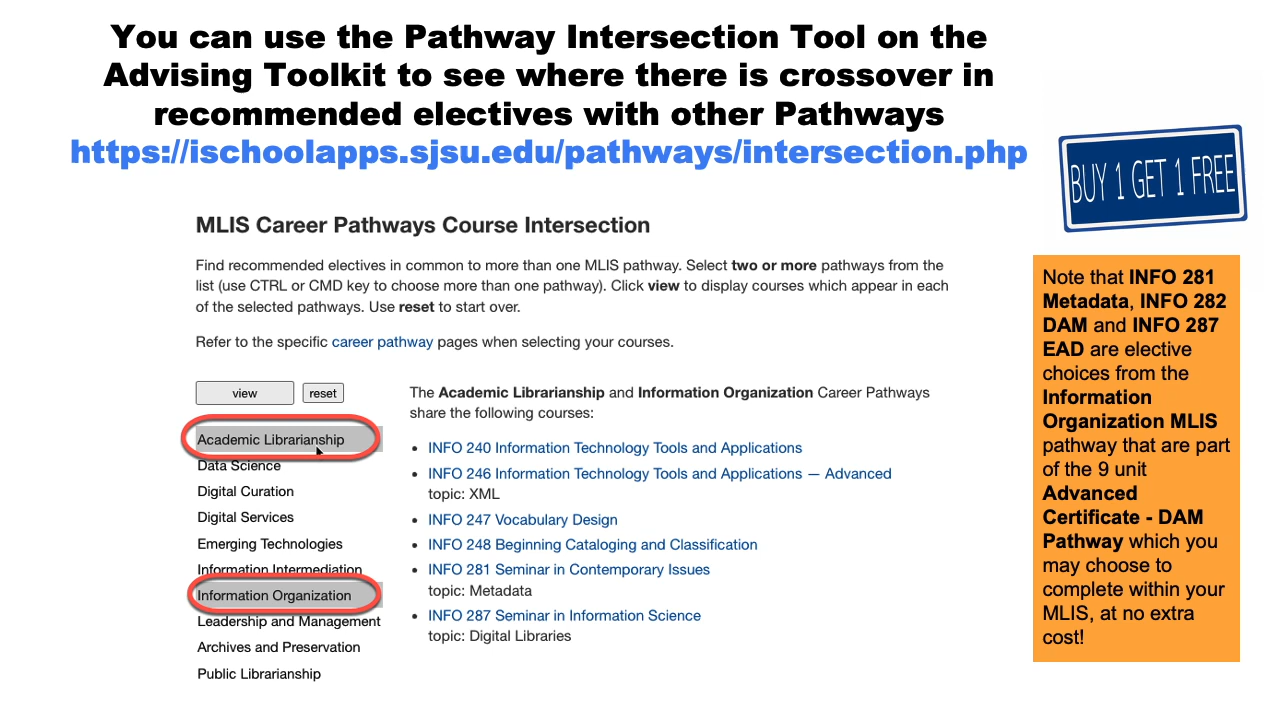 You can use the Pathway Intersection Tool on the
Advising Toolkit to see where there is crossover in
recommended electives with other Pathways
https://ischoolapps.sjsu.edu/pathways/intersection.php
BUY 1 GET 1 FREE
MLIS Career Pathways Course Intersection
Find recommended electives in common to more than one MLIS pathway. Select two or more pathways from the
list (use CTRL or CMD key to choose more than one pathway). Click view to display courses which appear in each
of the selected pathways. Use reset to start over.
Refer to the specific career pathway pages when selecting your courses.
view
reset
Academic Librarianship
Data Science
Digital Curation
Digital Services
Emerging Technologies
Information Intermediation
Information Organization
Leadership and Management
Archives and Preservation
Public Librarianship
The Academic Librarianship and Information Organization Career Pathways
share the following courses:
• INFO 240 Information Technology Tools and Applications
• INFO 246 Information Technology Tools and Applications — Advanced
topic: XML
• INFO 247 Vocabulary Design
• INFO 248 Beginning Cataloging and Classification
• INFO 281 Seminar in Contemporary Issues
topic: Metadata
• INFO 287 Seminar in Information Science
topic: Digital Libraries
Note that INFO 281
Metadata, INFO 282
DAM and INFO 287
EAD are elective
choices from the
Information
Organization MLIS
pathway that are part
of the 9 unit
Advanced
Certificate - DAM
Pathway which you
may choose to
complete within your
MLIS, at no extra
cost!